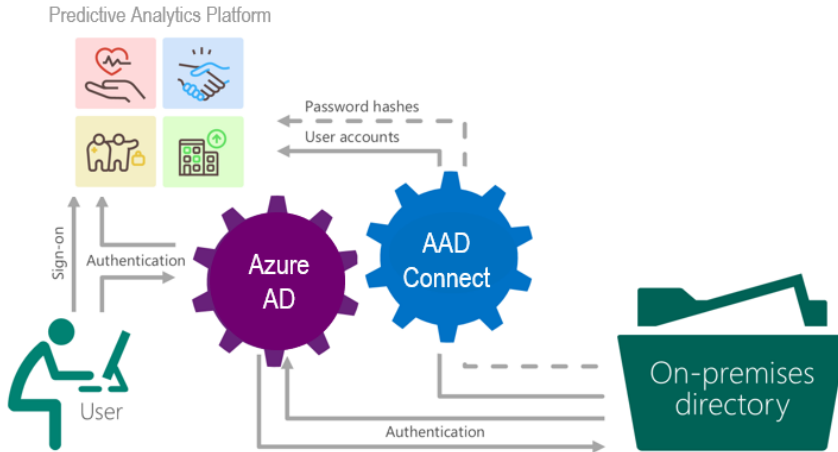 Predictive Analytics Platform
Password hashes
User accounts
Sign-on
Authentication
Azure
AD
AAD
Connect
User
On-premises
directory
Authentication